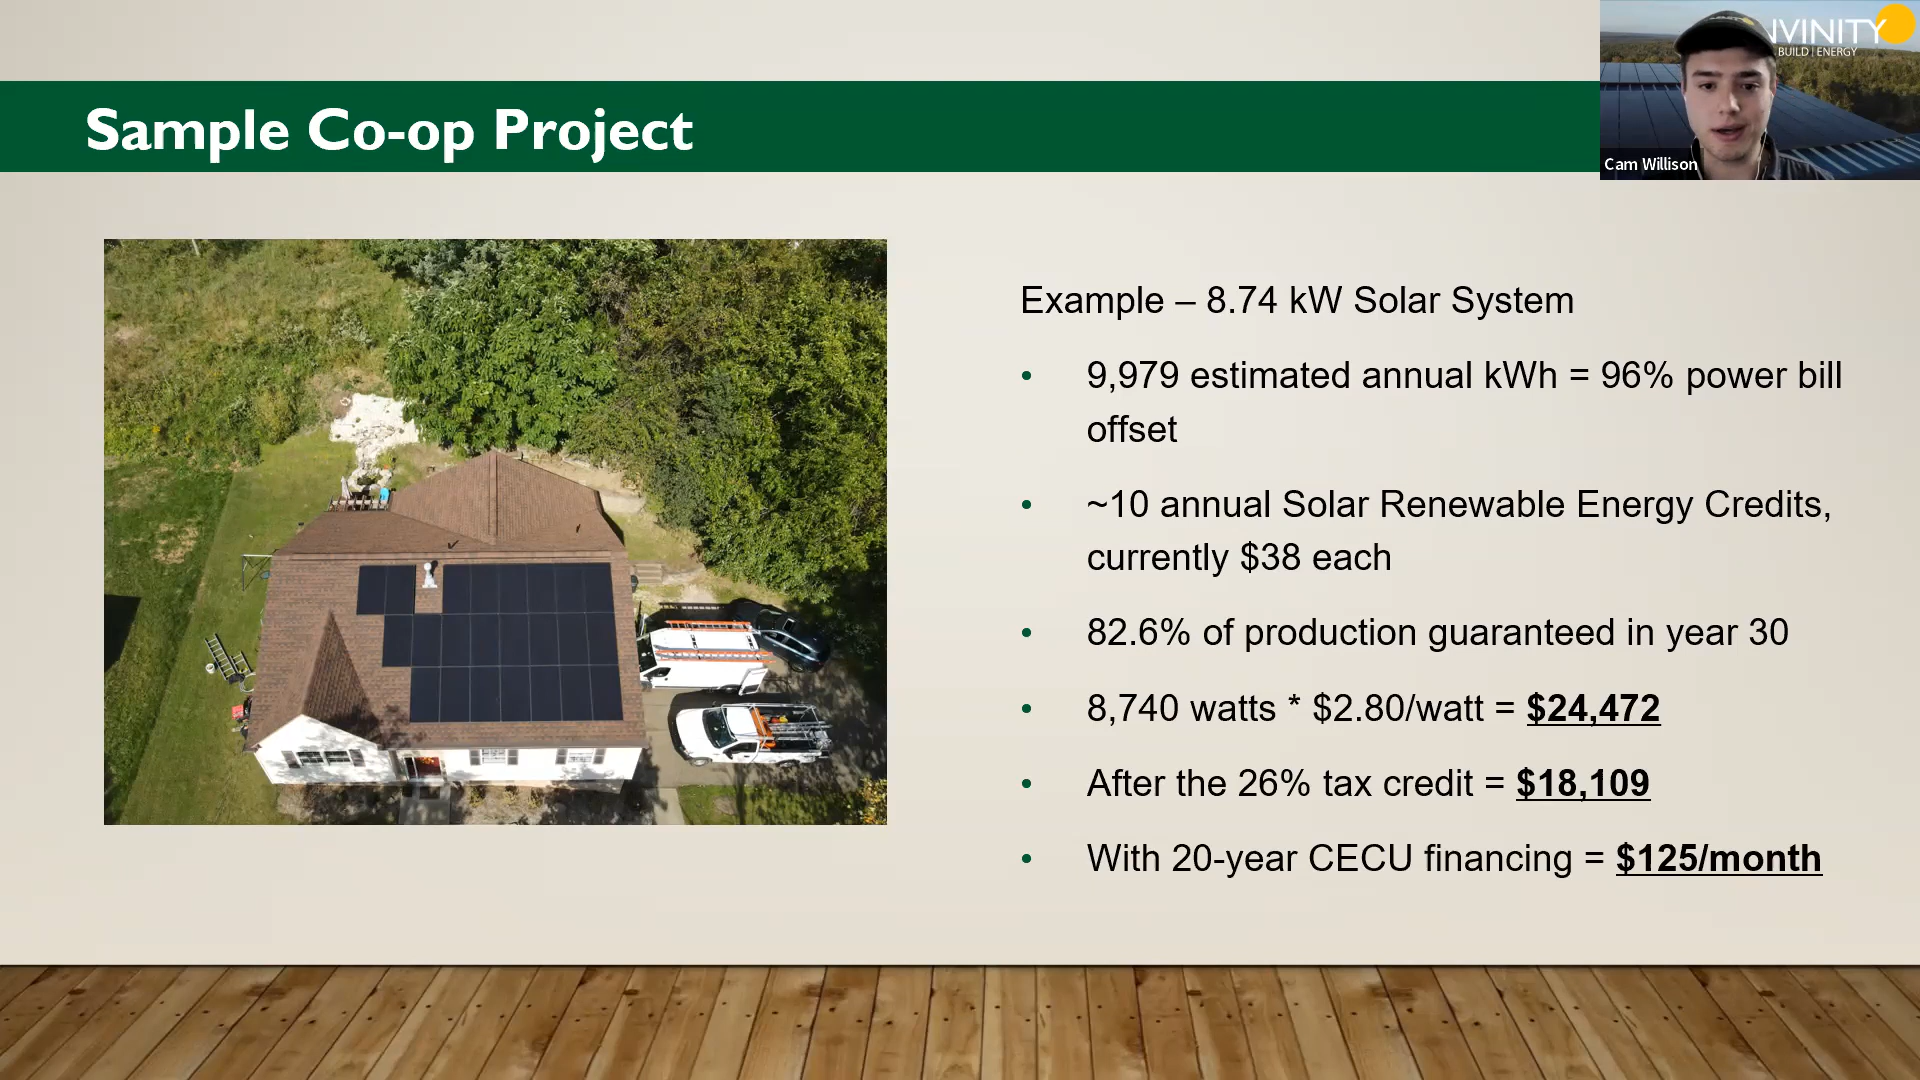 IVINITY
BUILD | ENERGY
Sample Co-op Project
Cam Willison
Example – 8.74 kW Solar System
• 9,979 estimated annual kWh = 96% power bill
offset
• ~10 annual Solar Renewable Energy Credits,
currently $38 each
• 82.6% of production guaranteed in year 30
• 8,740 watts * $2.80/watt = $24,472
• After the 26% tax credit = $18,109
• With 20-year CECU financing = $125/month